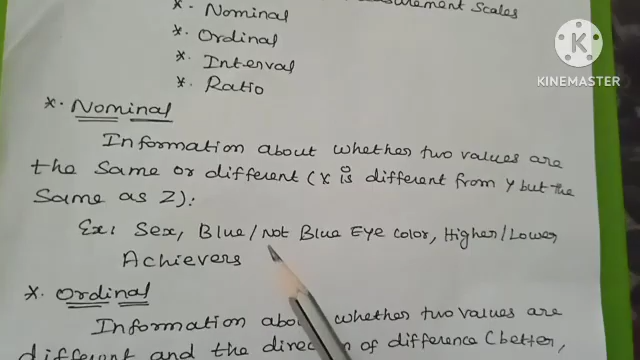 surement Scales
*. Nominal
*. Ordinal
*. Interval
*. Ratio
KINEMASTER
*. Nominal
Information about whether two values are
the same or different (x is different from y but the
same as Z):
Ex: Sex, Blue/Not Blue Eye color, Higher/Lower
Achievers
* Ordinal
Information about whether two values are
different and the direction of difference (better,